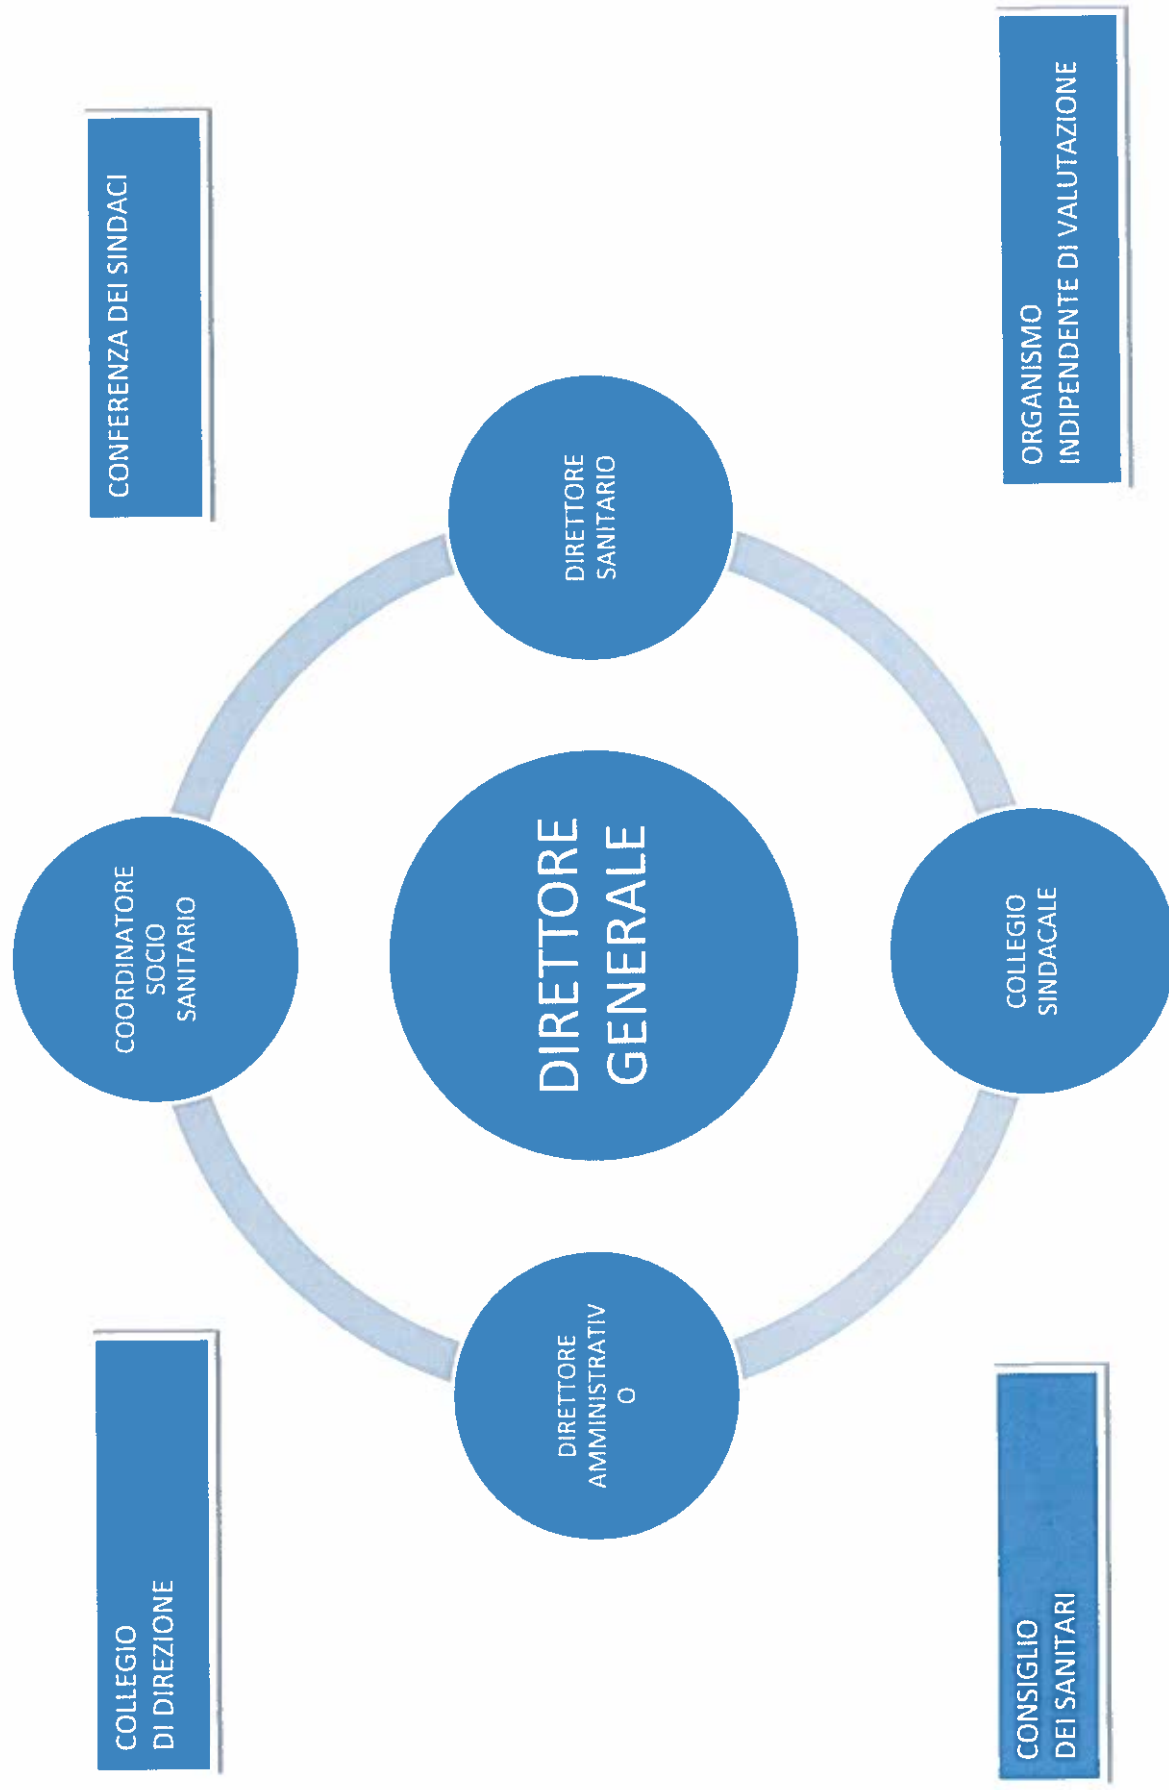 COLLEGIO
DI DIREZIONE
COORDINATORE
SOCIO
SANITARIO
CONFERENZA DEI SINDACI
DIRETTORE
AMMINISTRATIV
O
DIRETTORE
GENERALE
DIRETTORE
SANITARIO
CONSIGLIO
DEI SANITARI
COLLEGIO
SINDACALE
ORGANISMO
INDIPENDENTE DI VALUTAZIONE